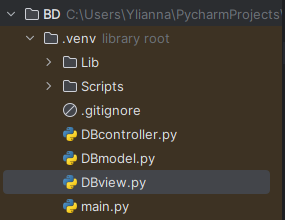 BD C:\Users\Ylianna\PycharmProjects\
.venv library root
Lib
Scripts
.gitignore
DBcontroller.py
DBmodel.py
DBview.py
main.py